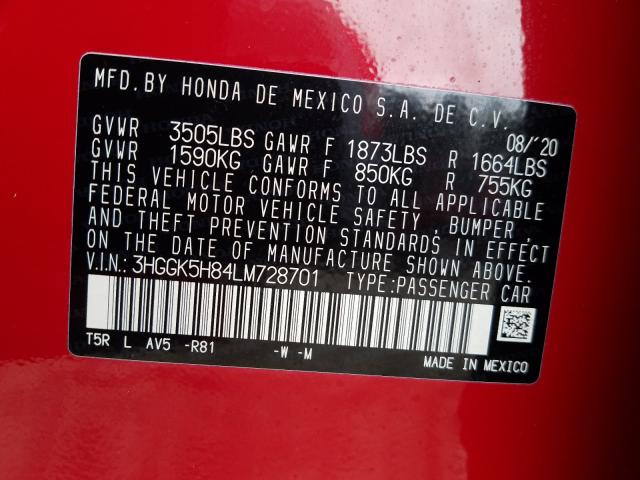 MFD. BY HONDA DE MEXICO S.A. DE C.V.
08/'20
GVWR 3505LBS GAWR F 1873LBS R 1664LBS
GVWR 1590KG GAWR F 850KG R 755KG
THIS VEHICLE CONFORMS TO ALL APPLICABLE
FEDERAL MOTOR VEHICLE SAFETY, BUMPER,
AND THEFT PREVENTION STANDARDS IN EFFECT
ON THE DATE OF MANUFACTURE SHOWN ABOVE.
V.I.N.: 3HGGK5H84LM728701 TYPE:PASSENGER CAR
T5R L AV5 -R81 -W -M
MADE IN MEXICO